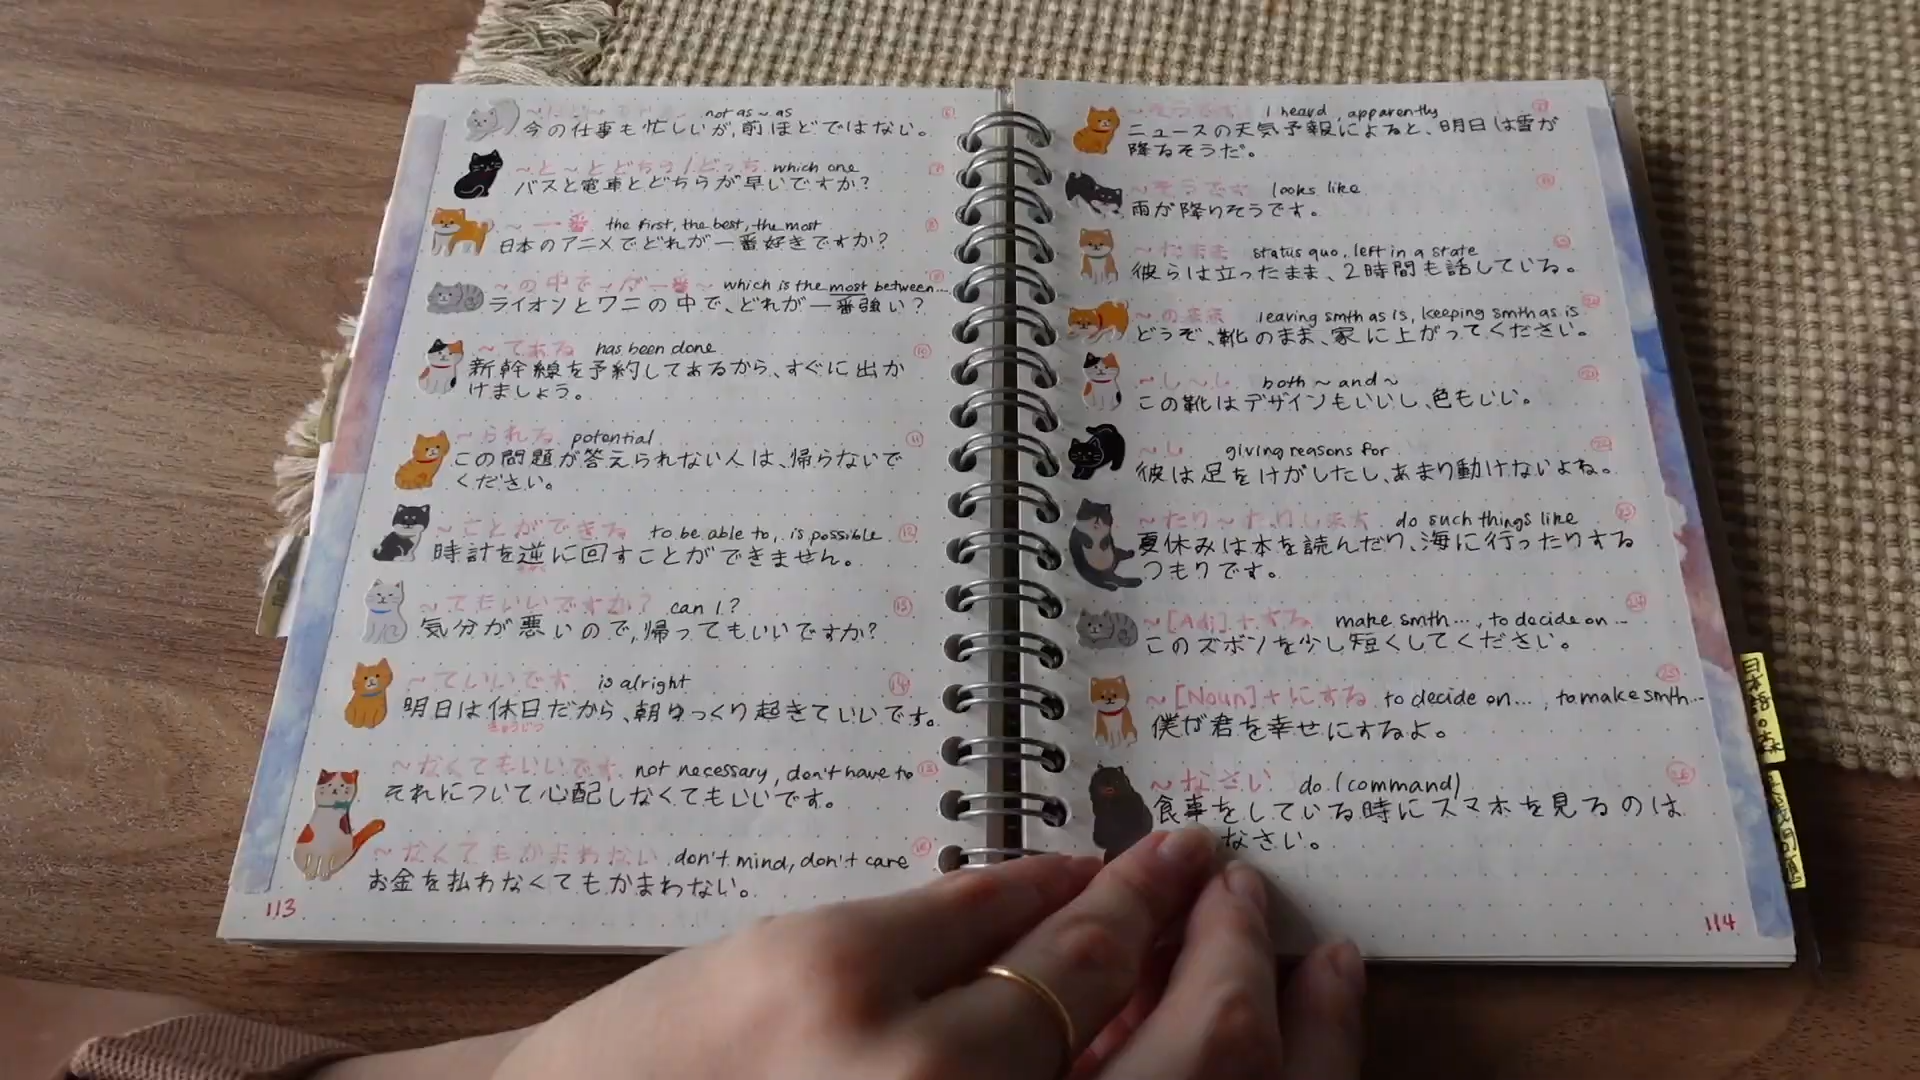 not as ~ as
今の仕事も忙しいが、前ほどではない。
~と~とどちら/どっち which one
バスと電車とどちらが早いですか?
~一番 the first, the best, the most
日本のアニメでどれが一番好きですか?
~の中で~が一番~ which is the most between...
ライオンとワニの中で、どれが一番強い?
~てある has been done
新幹線を予約してあるから、すぐに出か
けましょう。
~られる potential
この問題が答えられない人は、帰らないで
ください。
~ことができる to be able to, is possible
時計を逆に回すことができません。
~てもいいですか? can I?
気分が悪いので、帰ってもいいですか?
~ていいです is alright
明日は休日だから、朝ゆっくり起きていいです。
きゅうじつ
~なくてもいいです not necessary, don't have to
それについて心配しなくてもいいです。
~なくてもかまわない don't mind, don't care
お金を払わなくてもかまわない。
113
~そうです I heard, apparently
ニュースの天気予報によると、明日は雪が
降るそうだ。
~そうです looks like
雨が降りそうです。
~たまま status quo, left in a state
彼らは立ったまま、2時間も話している。
~のまま leaving smth as is, keeping smth as is
どうぞ、靴のまま、家に上がってください。
~し~し both ~ and ~
この靴はデザインもいいし、色もいい。
~し giving reasons for
彼は足をけがしたし、あまり動けないよね。
~たり~たりします do such things like
夏休みは本を読んだり、海に行ったりする
つもりです。
~[Adj]+する make smth ..., to decide on ...
このズボンを少し短くしてください。
~[Noun]+にする to decide on..., to make smth...
僕が君を幸せにするよ。
~なさい do (command)
食事をしている時にスマホを見るのは
なさい。
114
日本語の森